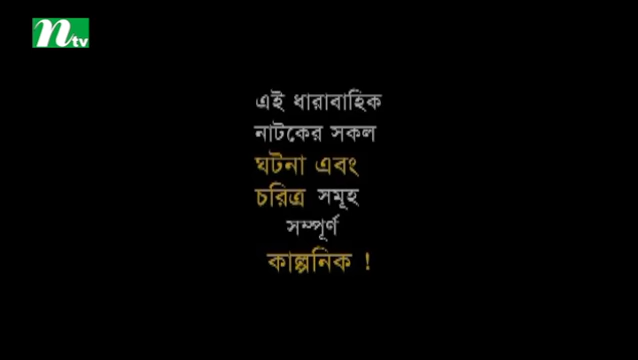 ntv
এই ধারাবাহিক
নাটকের সকল
ঘটনা এবং
চরিত্র সমূহ
সম্পূর্ণ
কাল্পনিক !